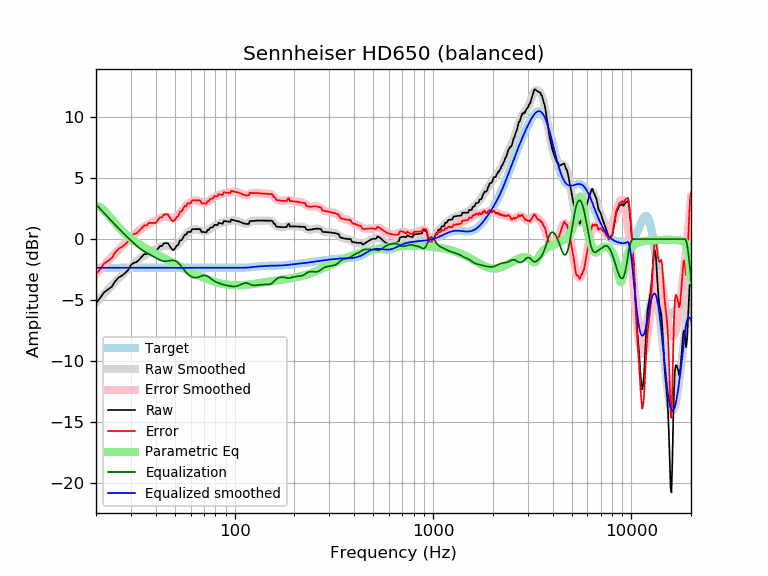 Sennheiser HD650 (balanced)
Amplitude (dBr)
10
5
0
−5
−10
−15
−20
Target
Raw Smoothed
Error Smoothed
Raw
Error
Parametric Eq
Equalization
Equalized smoothed
100
1000
10000
Frequency (Hz)